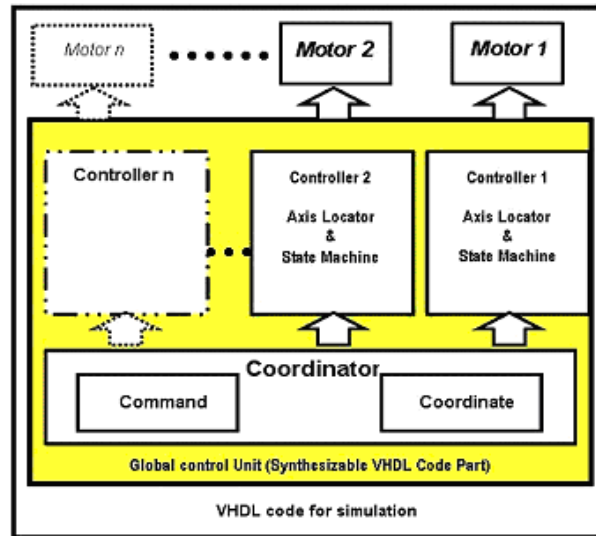 Motor n
Motor 2
Motor 1
Controller n
Controller 2
Axis Locator
&
State Machine
Controller 1
Axis Locator
&
State Machine
Coordinator
Command
Coordinate
Global control Unit (Synthesizable VHDL Code Part)
VHDL code for simulation